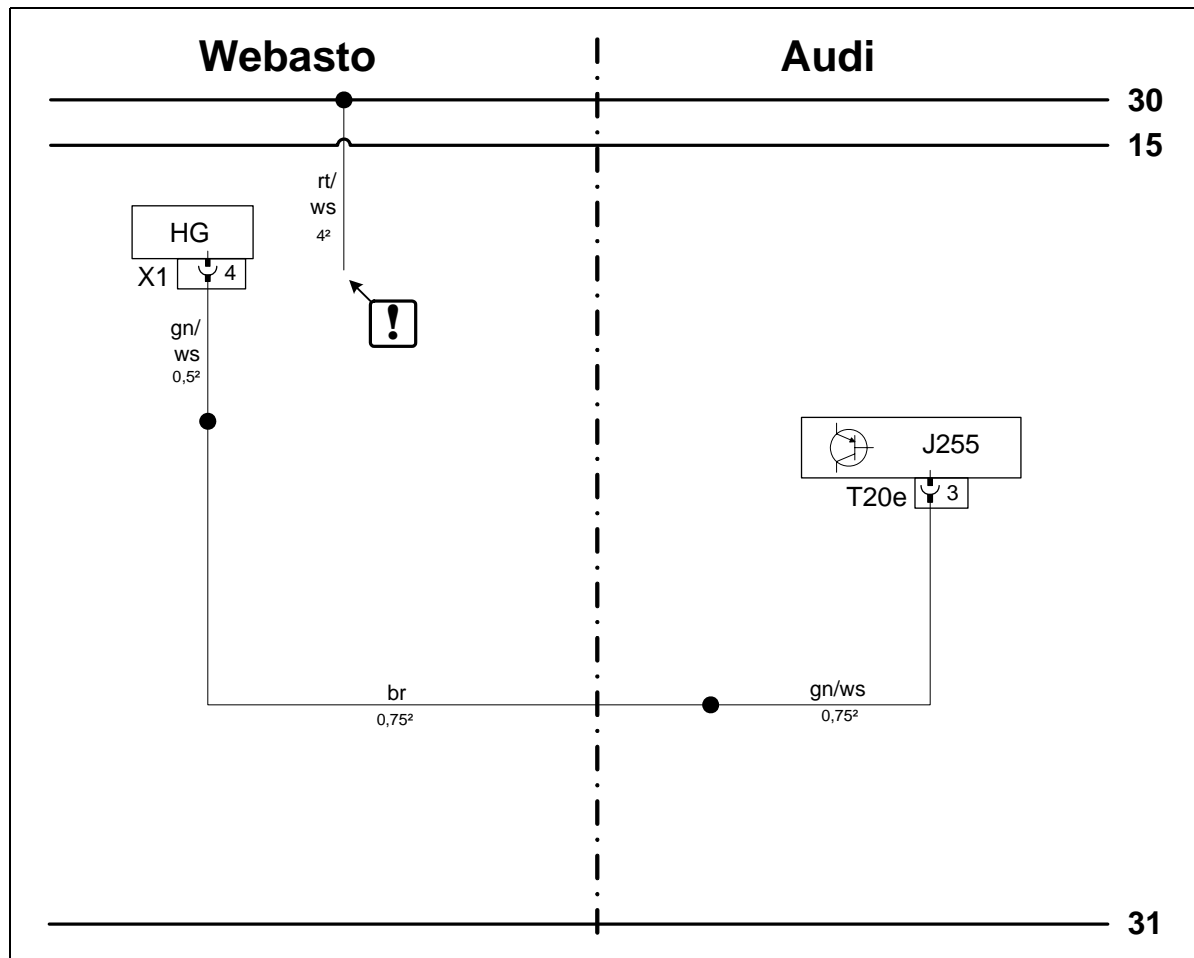 Webasto
Audi
30
15
rt/
ws
4²
HG
X1
4
!
gn/
ws
0,5²
J255
T20e
3
br
0,75²
gn/ws
0,75²
31